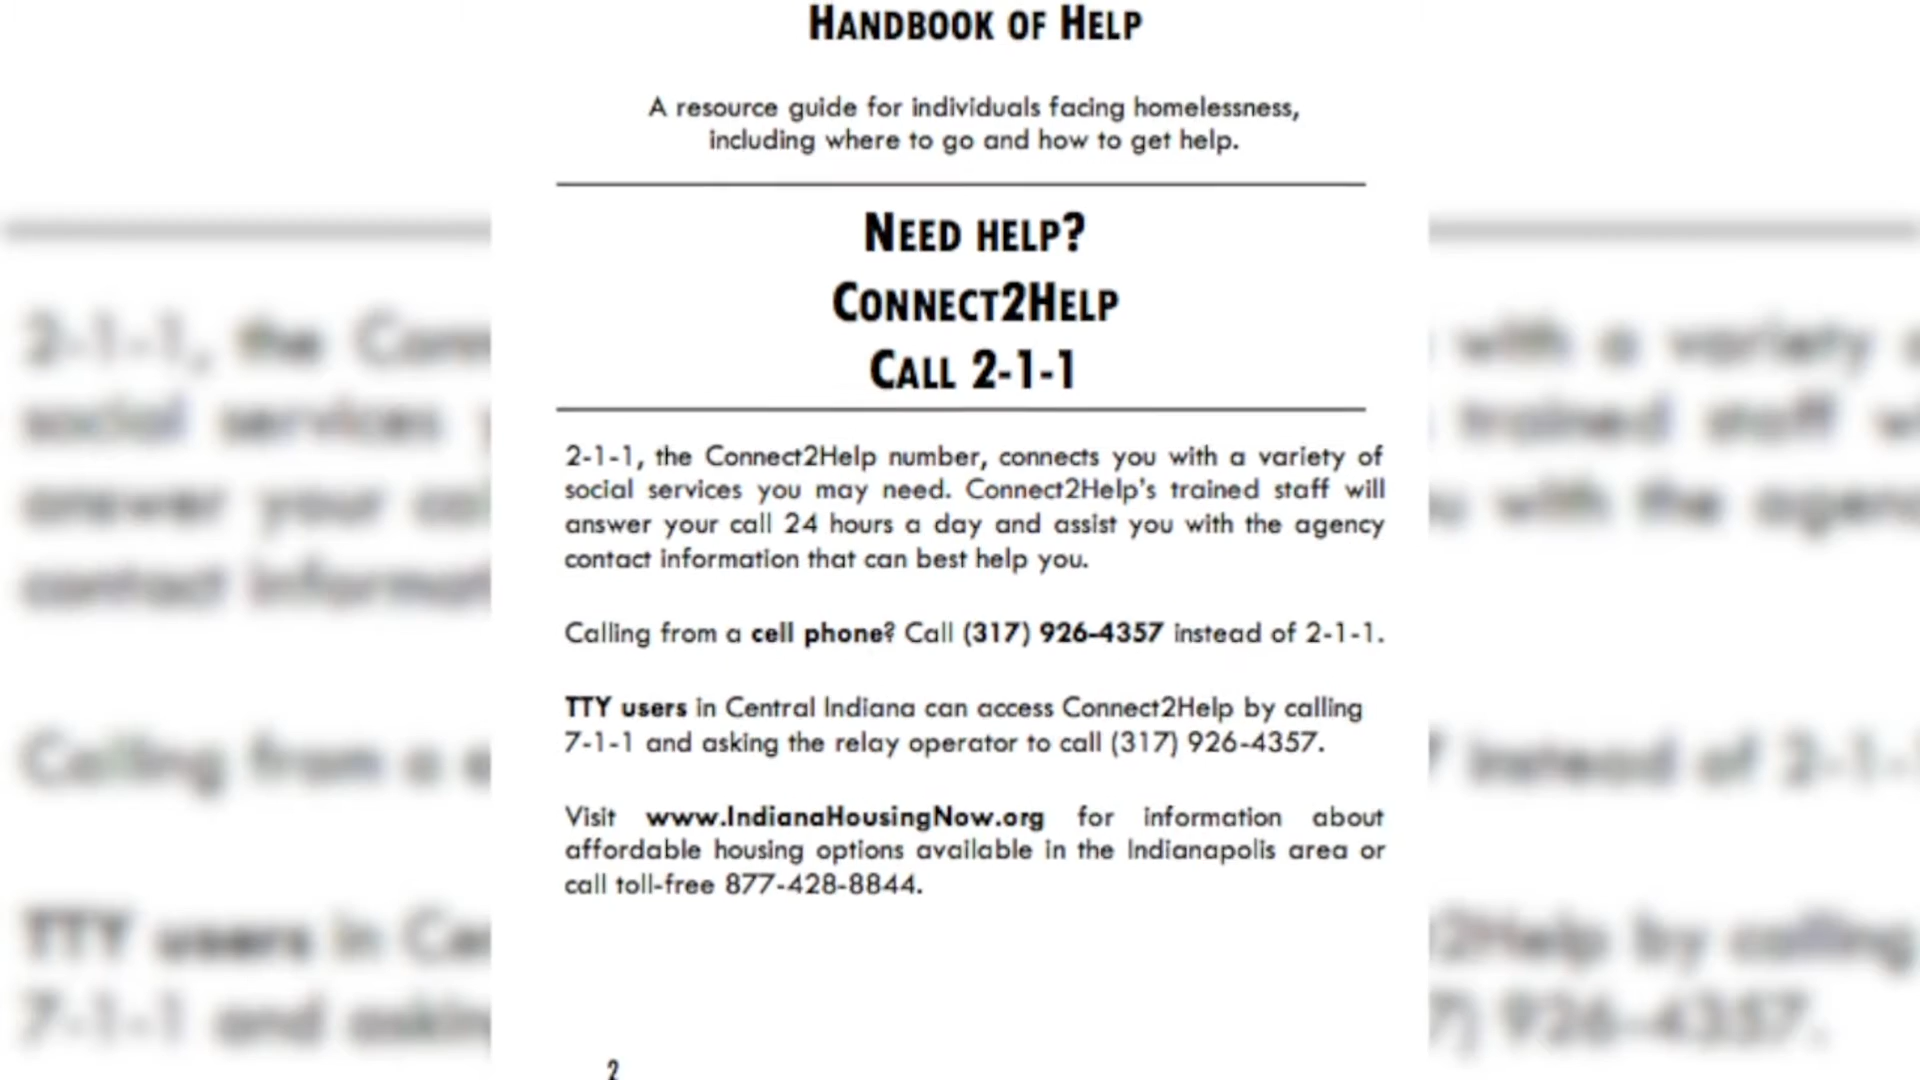 HANDBOOK OF HELP
A resource guide for individuals facing homelessness,
including where to go and how to get help.
NEED HELP?
CONNECT2HELP
CALL 2-1-1
2-1-1, the Connect2Help number, connects you with a variety of
social services you may need. Connect2Help's trained staff will
answer your call 24 hours a day and assist you with the agency
contact information that can best help you.
Calling from a cell phone? Call (317) 926-4357 instead of 2-1-1.
TTY users in Central Indiana can access Connect2Help by calling
7-1-1 and asking the relay operator to call (317) 926-4357.
Visit www.IndianaHousingNow.org for information about
affordable housing options available in the Indianapolis area or
call toll-free 877-428-8844.
2